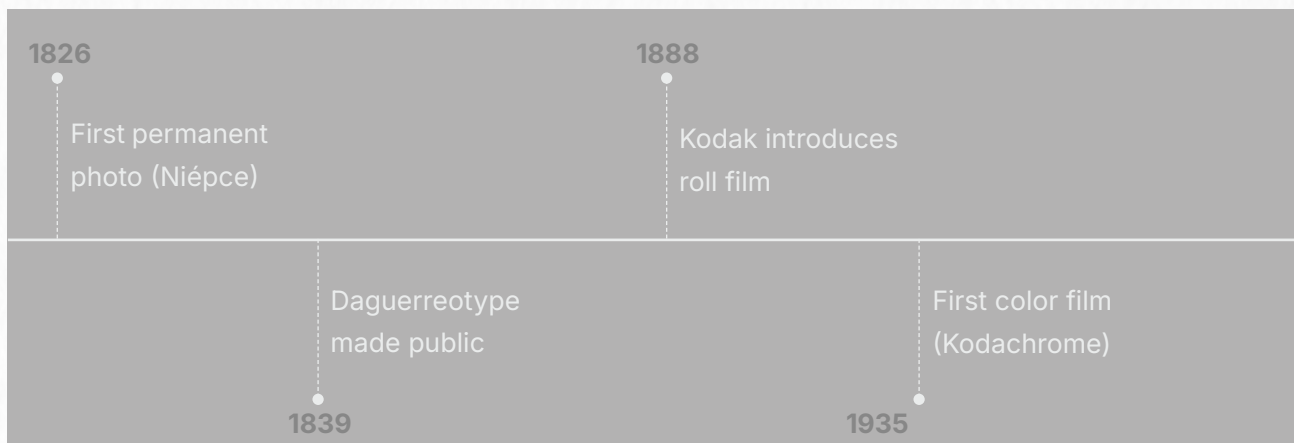 1826
First permanent
photo (Niépce)
1888
Kodak introduces
roll film
Daguerreotype
made public
1839
First color film
(Kodachrome)
1935